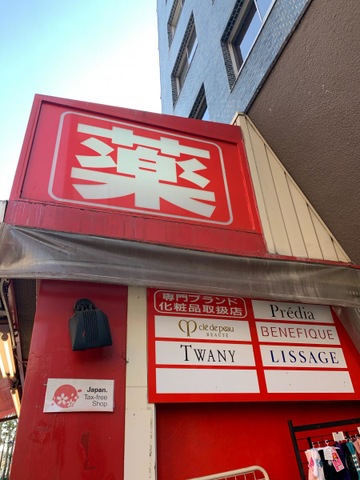 薬
専門ブランド
化粧品取扱店
clé de peau
BEAUTÉ
TWANY
Prédia
BENEFIQUE
LISSAGE
Japan.
Tax-free
Shop